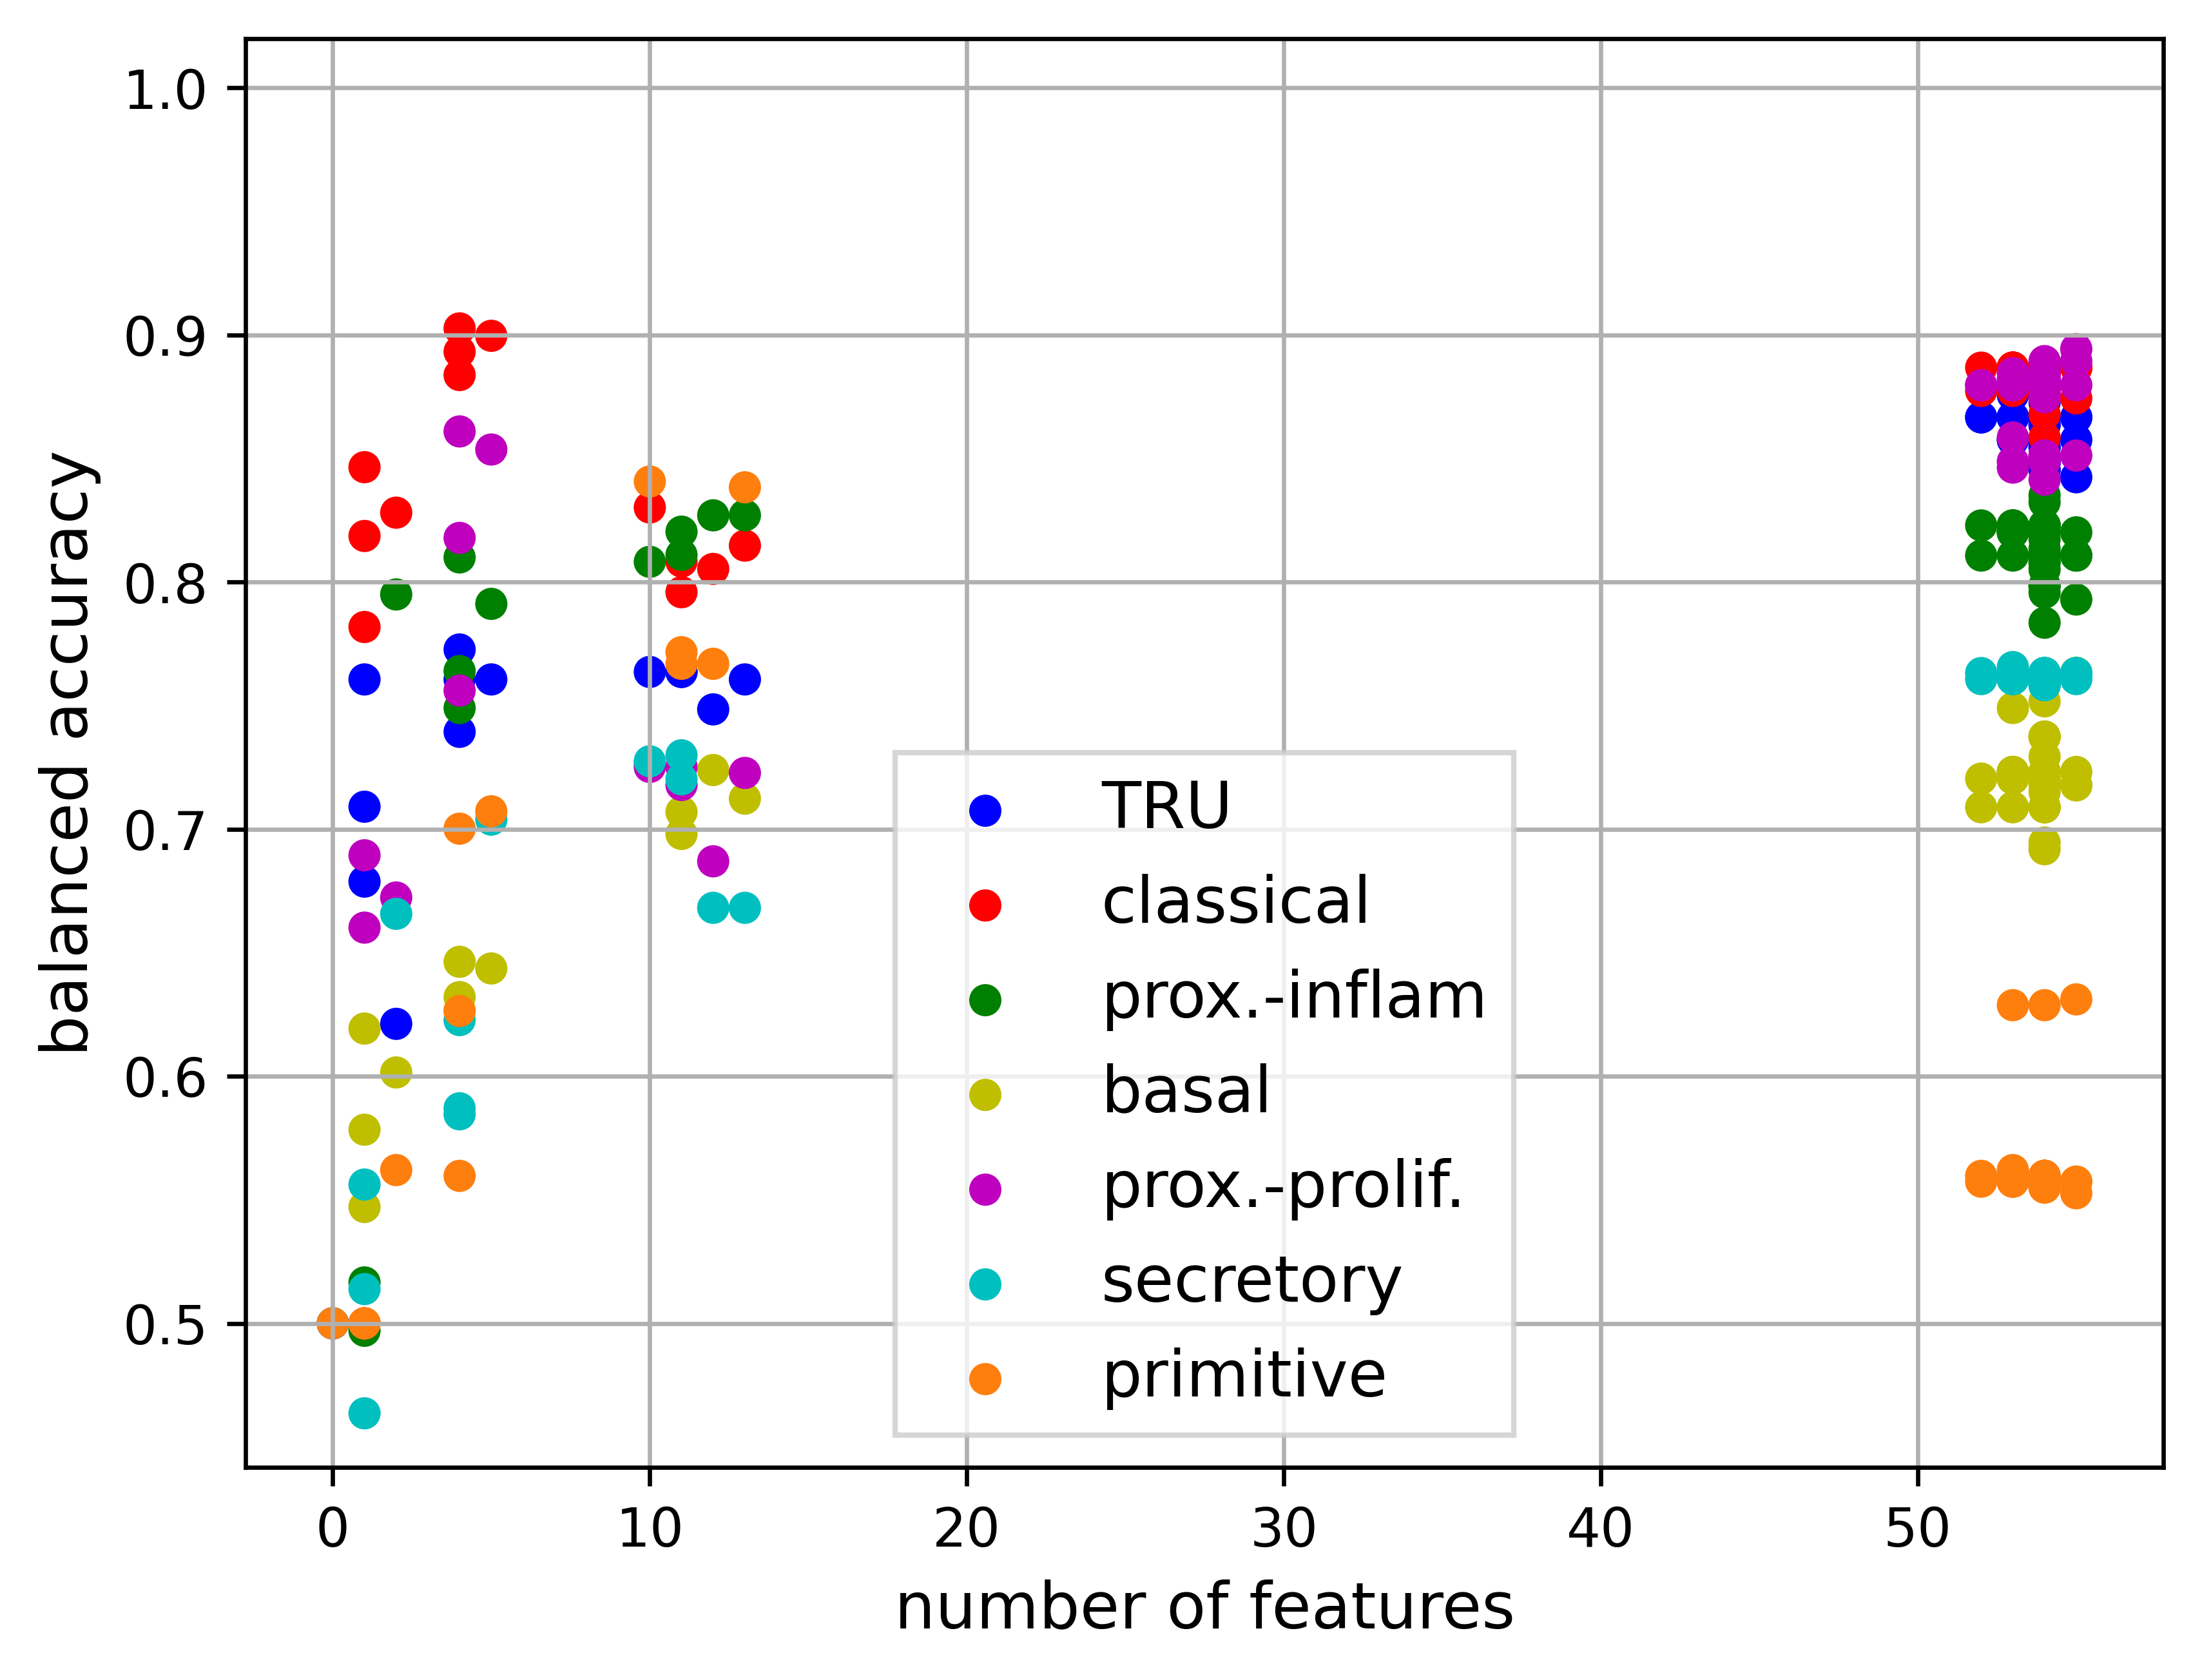 balanced accuracy
1.0
0.9
0.8
0.7
0.6
0.5
TRU
classical
prox.-inflam
basal
prox.-prolif.
secretory
primitive
0 10 20 30 40 50
number of features